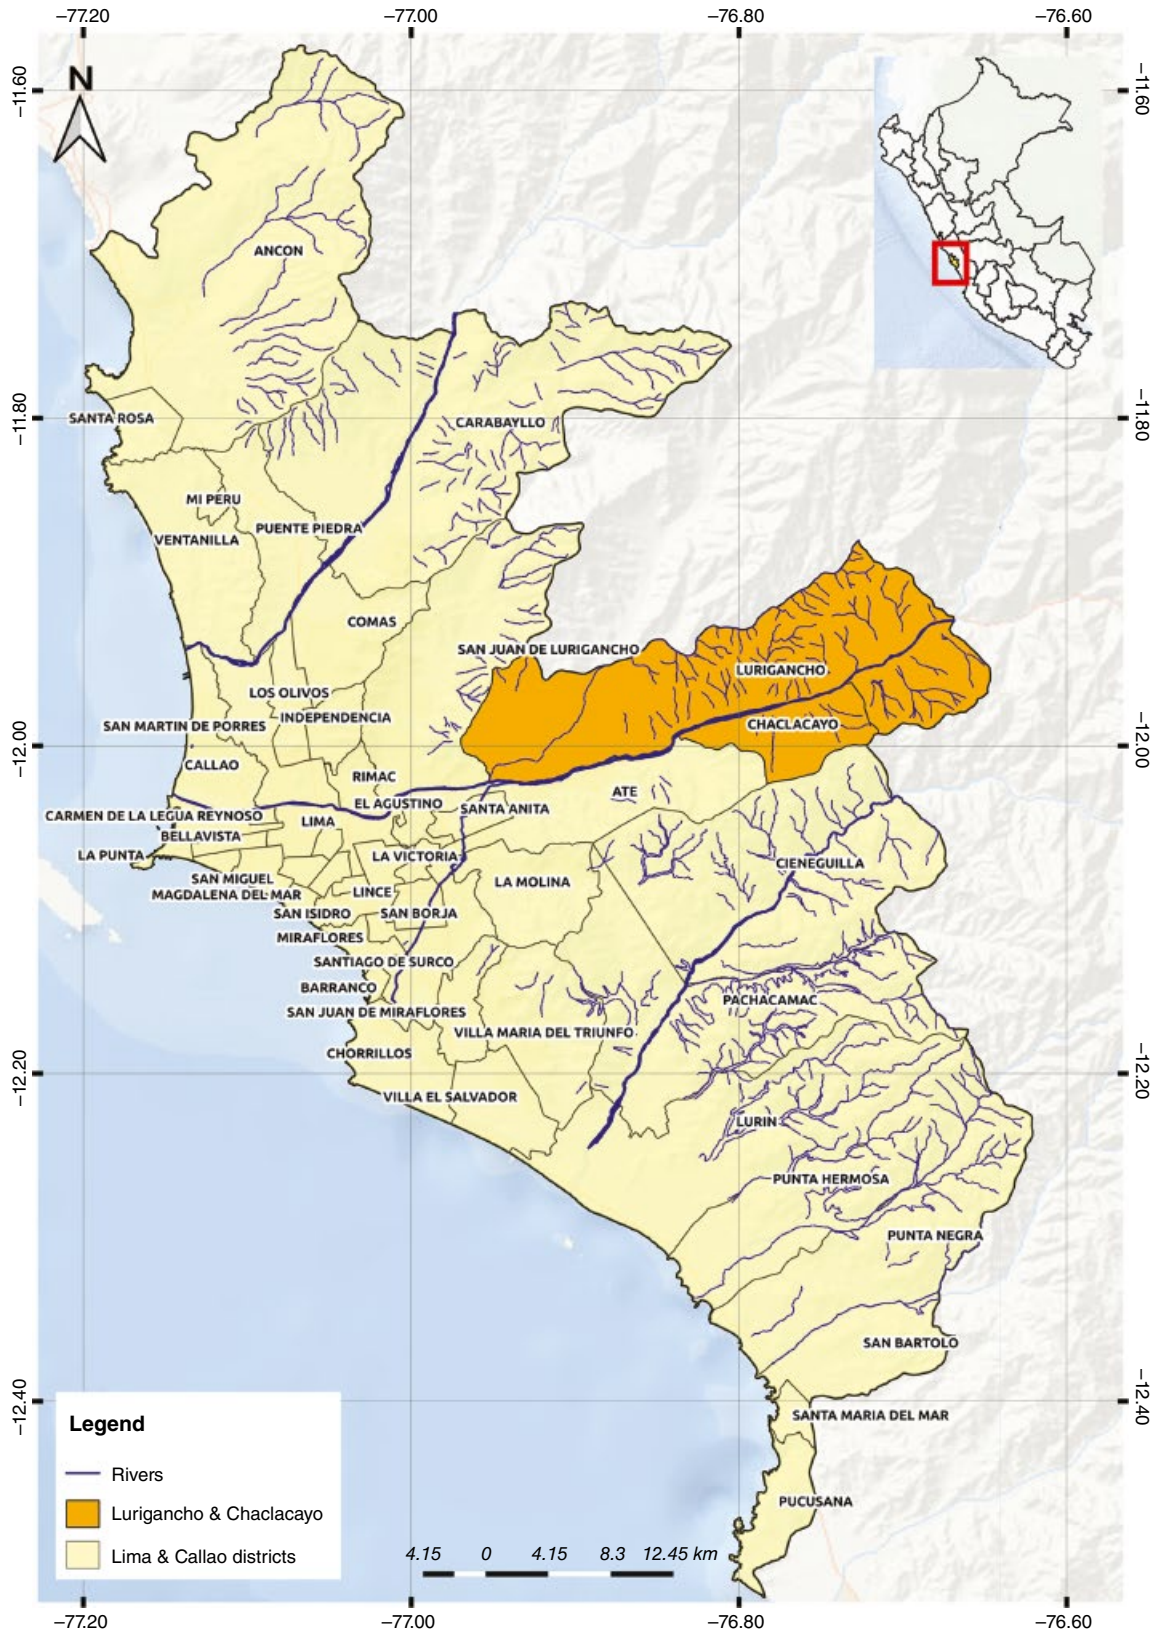 −77.20 −77.00 −76.80 −76.60
N
−11.60 −11.60
ANCON
−11.80 −11.80
SANTA ROSA
CARABAYLLO
MI PERU
PUENTE PIEDRA
VENTANILLA
COMAS
SAN JUAN DE LURIGANCHO
LURIGANCHO
LOS OLIVOS
INDEPENDENCIA
SAN MARTIN DE PORRES
CHACLACAYO
−12.00 −12.00
CALLAO
RIMAC
ATE
EL AGUSTINO
SANTA ANITA
CARMEN DE LA LEGUA REYNOSO
LIMA
BELLAVISTA
LA PUNTA
LA VICTORIA
CIENEGUILLA
SAN MIGUEL
LA MOLINA
MAGDALENA DEL MAR
LINCE
SAN ISIDRO
SAN BORJA
MIRAFLORES
SANTIAGO DE SURCO
BARRANCO
PACHACAMAC
SAN JUAN DE MIRAFLORES
VILLA MARIA DEL TRIUNFO
CHORRILLOS
−12.20 −12.20
VILLA EL SALVADOR
LURIN
PUNTA HERMOSA
PUNTA NEGRA
SAN BARTOLO
−12.40 −12.40
SANTA MARIA DEL MAR
PUCUSANA
Legend
Rivers
Lurigancho & Chaclacayo
Lima & Callao districts
4.15 0 4.15 8.3 12.45 km
−77.20 −77.00 −76.80 −76.60